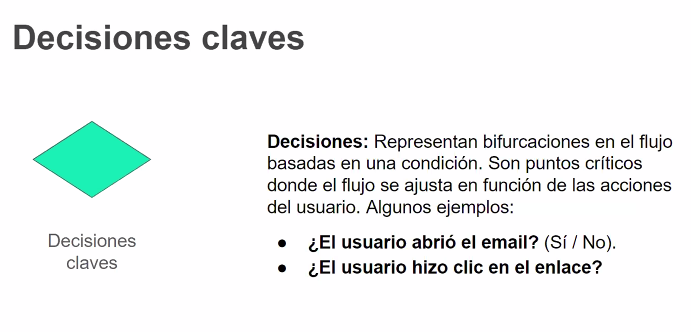 Decisiones claves
Decisiones: Representan bifurcaciones en el flujo
basadas en una condición. Son puntos críticos
donde el flujo se ajusta en función de las acciones
del usuario. Algunos ejemplos:
● ¿El usuario abrió el email? (Sí / No).
● ¿El usuario hizo clic en el enlace?
Decisiones
claves